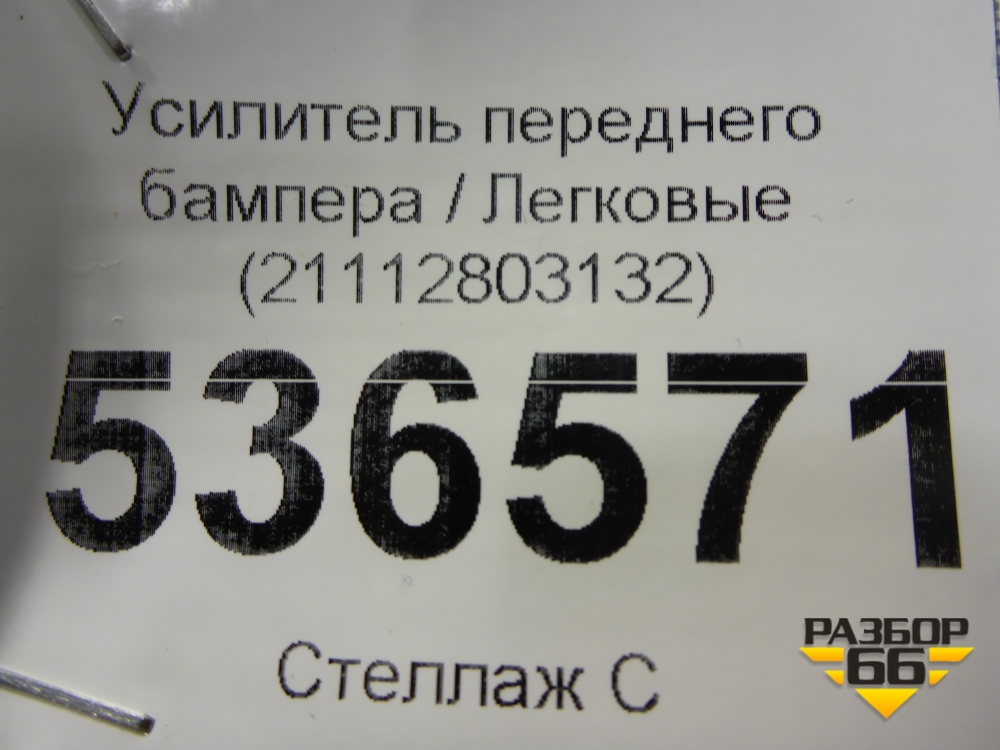 Усилитель переднего
бампера / Легковые
(21112803132)
536571
Стеллаж С
РАЗБОР
66